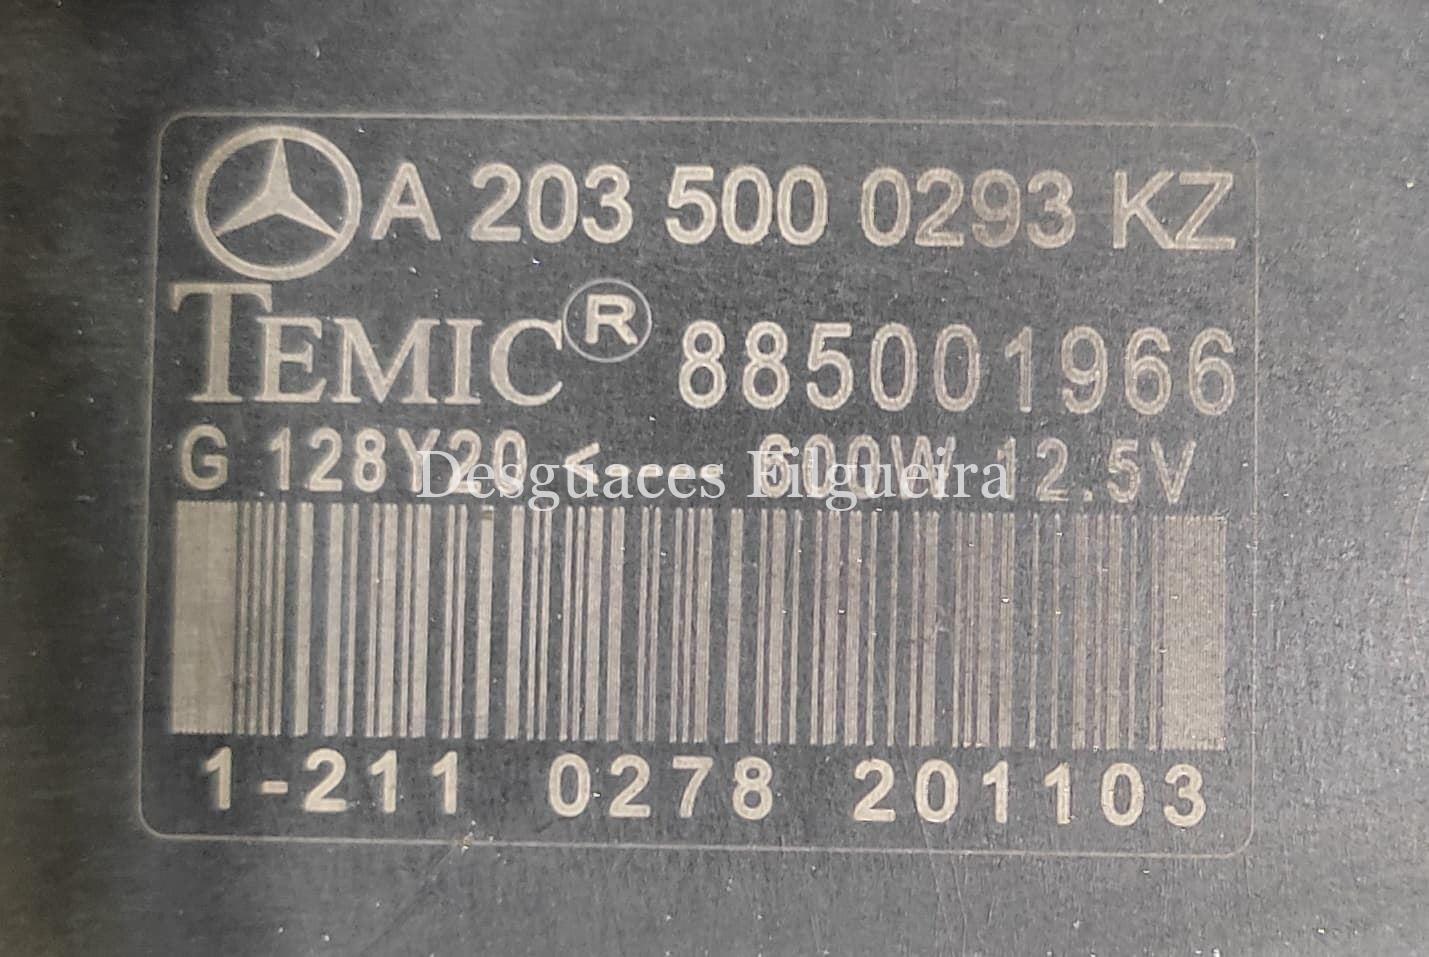 A 203 500 0293 KZ
TEMIC® 885001966
G 128Y20 <--- 600W 12.5V
Desguaces Filgueira
1-211 0278 201103